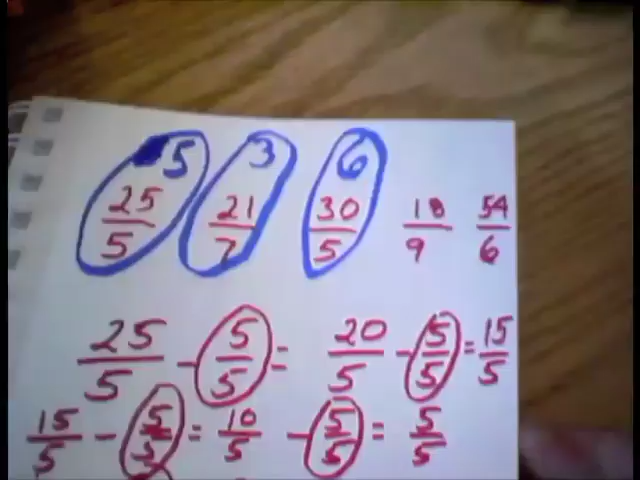 5 3 6
25/5 21/7 30/5 18/9 54/6
25/5 - 5/5 = 20/5 - 5/5 = 15/5
15/5 - 5/5 = 10/5 - 5/5 = 5/5